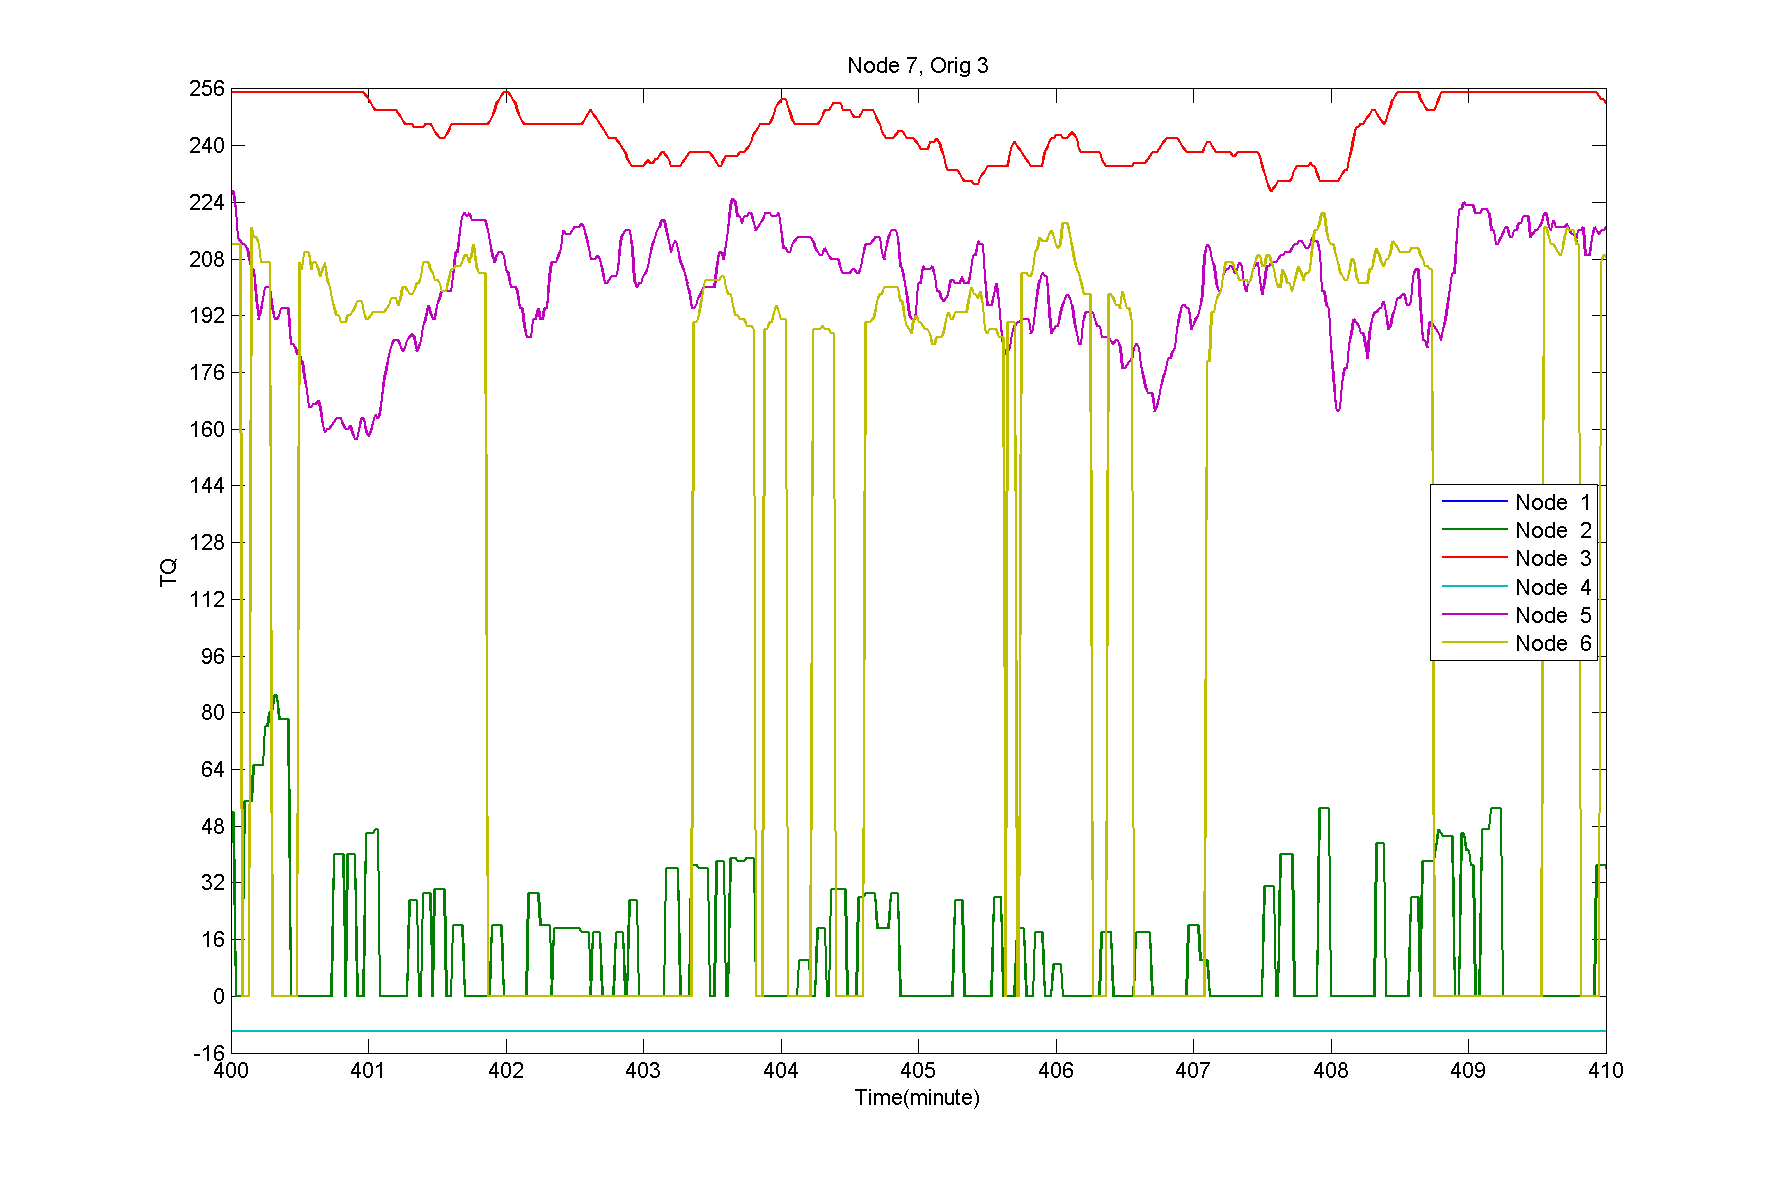 Node 7, Orig 3
256
240
224
208
192
176
160
144
128
112
96
80
64
48
32
16
0
-16
TQ
Node 1
Node 2
Node 3
Node 4
Node 5
Node 6
400 401 402 403 404 405 406 407 408 409 410
Time(minute)